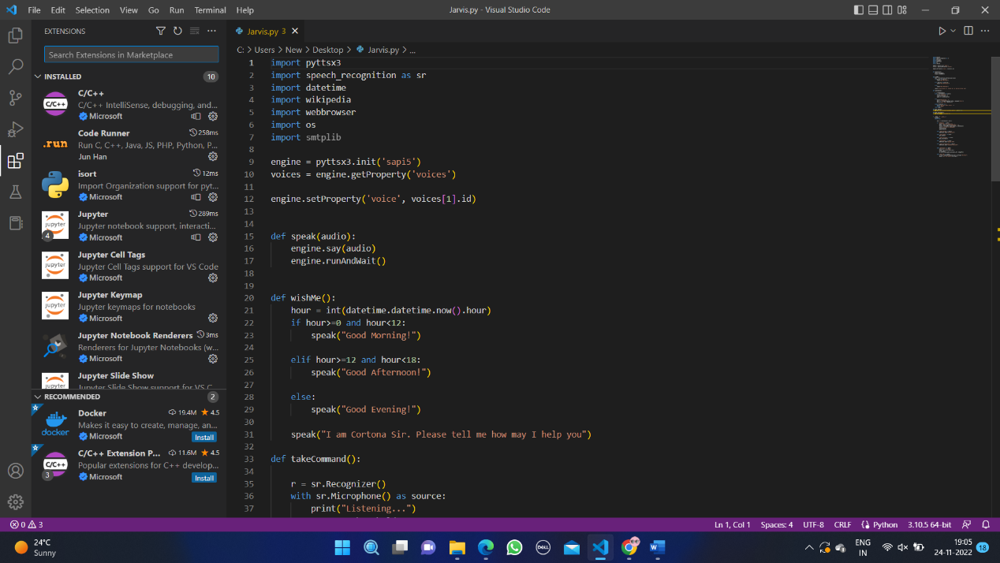 File Edit Selection View Go Run Terminal Help
Jarvis.py - Visual Studio Code
EXTENSIONS
Search Extensions in Marketplace
INSTALLED 10
C/C++
C/C++
C/C++ IntelliSense, debugging, and...
Microsoft
Code Runner 258ms
.run
Run C, C++, Java, JS, PHP, Python, P...
Jun Han
isort 12ms
Import Organization support for pyt...
Microsoft
Jupyter 289ms
jupyter
4
Jupyter notebook support, interacti...
Microsoft
Jupyter Cell Tags
jupyter
Jupyter Cell Tags support for VS Code
Microsoft
Jupyter Keymap
jupyter
Jupyter keymaps for notebooks
Microsoft
Jupyter Notebook Renderers 3ms
Renderers for Jupyter Notebooks (w...
Microsoft
Jupyter Slide Show
jupyter
Jupyter Slide Show support for VS C...
RECOMMENDED 2
Docker 19.4M 4.5
docker
Makes it easy to create, manage, an...
Microsoft Install
C/C++ Extension P... 11.6M 4.5
C/C++
3
Popular extensions for C++ develop...
Microsoft Install
Jarvis.py 3
C: > Users > New > Desktop > Jarvis.py > ...
1 import pyttsx3
2 import speech_recognition as sr
3 import datetime
4 import wikipedia
5 import webbrowser
6 import os
7 import smtplib
8
9 engine = pyttsx3.init('sapi5')
10 voices = engine.getProperty('voices')
11
12 engine.setProperty('voice', voices[1].id)
13
14
15 def speak(audio):
16 engine.say(audio)
17 engine.runAndWait()
18
19
20 def wishMe():
21 hour = int(datetime.datetime.now().hour)
22 if hour>=0 and hour<12:
23 speak("Good Morning!")
24
25 elif hour>=12 and hour<18:
26 speak("Good Afternoon!")
27
28 else:
29 speak("Good Evening!")
30
31 speak("I am Cortona Sir. Please tell me how may I help you")
32
33 def takeCommand():
34
35 r = sr.Recognizer()
36 with sr.Microphone() as source:
37 print("Listening...")
0 3
Ln 1, Col 1 Spaces: 4 UTF-8 CRLF Python 3.10.5 64-bit
24°C
Sunny
DELL
W
ENG
IN
19:05
24-11-2022
18